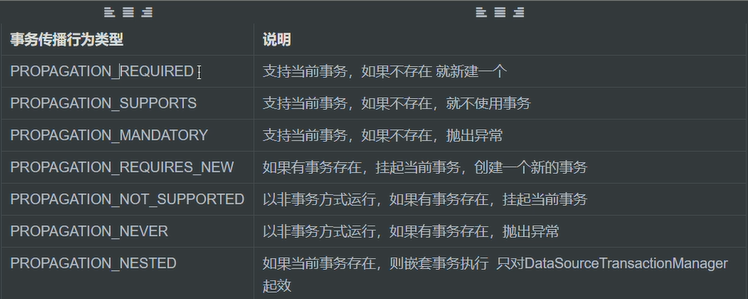 事务传播行为类型 说明
PROPAGATION_REQUIRED 支持当前事务，如果不存在 就新建一个
PROPAGATION_SUPPORTS 支持当前事务，如果不存在，就不使用事务
PROPAGATION_MANDATORY 支持当前事务，如果不存在，抛出异常
PROPAGATION_REQUIRES_NEW 如果有事务存在，挂起当前事务，创建一个新的事务
PROPAGATION_NOT_SUPPORTED 以非事务方式运行，如果有事务存在，挂起当前事务
PROPAGATION_NEVER 以非事务方式运行，如果有事务存在，抛出异常
PROPAGATION_NESTED 如果当前事务存在，则嵌套事务执行 只对DataSourceTransactionManager
起效